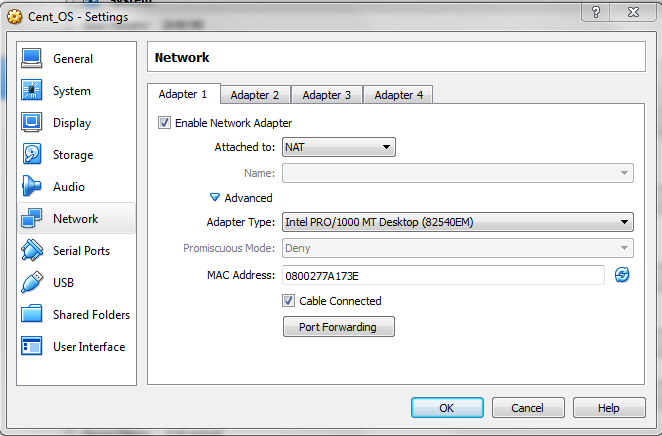 Cent_OS - Settings
General
System
Display
Storage
Audio
Network
Serial Ports
USB
Shared Folders
User Interface
Network
Adapter 1 Adapter 2 Adapter 3 Adapter 4
Enable Network Adapter
Attached to: NAT
Name:
Advanced
Adapter Type: Intel PRO/1000 MT Desktop (82540EM)
Promiscuous Mode: Deny
MAC Address: 0800277A173E
Cable Connected
Port Forwarding
OK Cancel Help